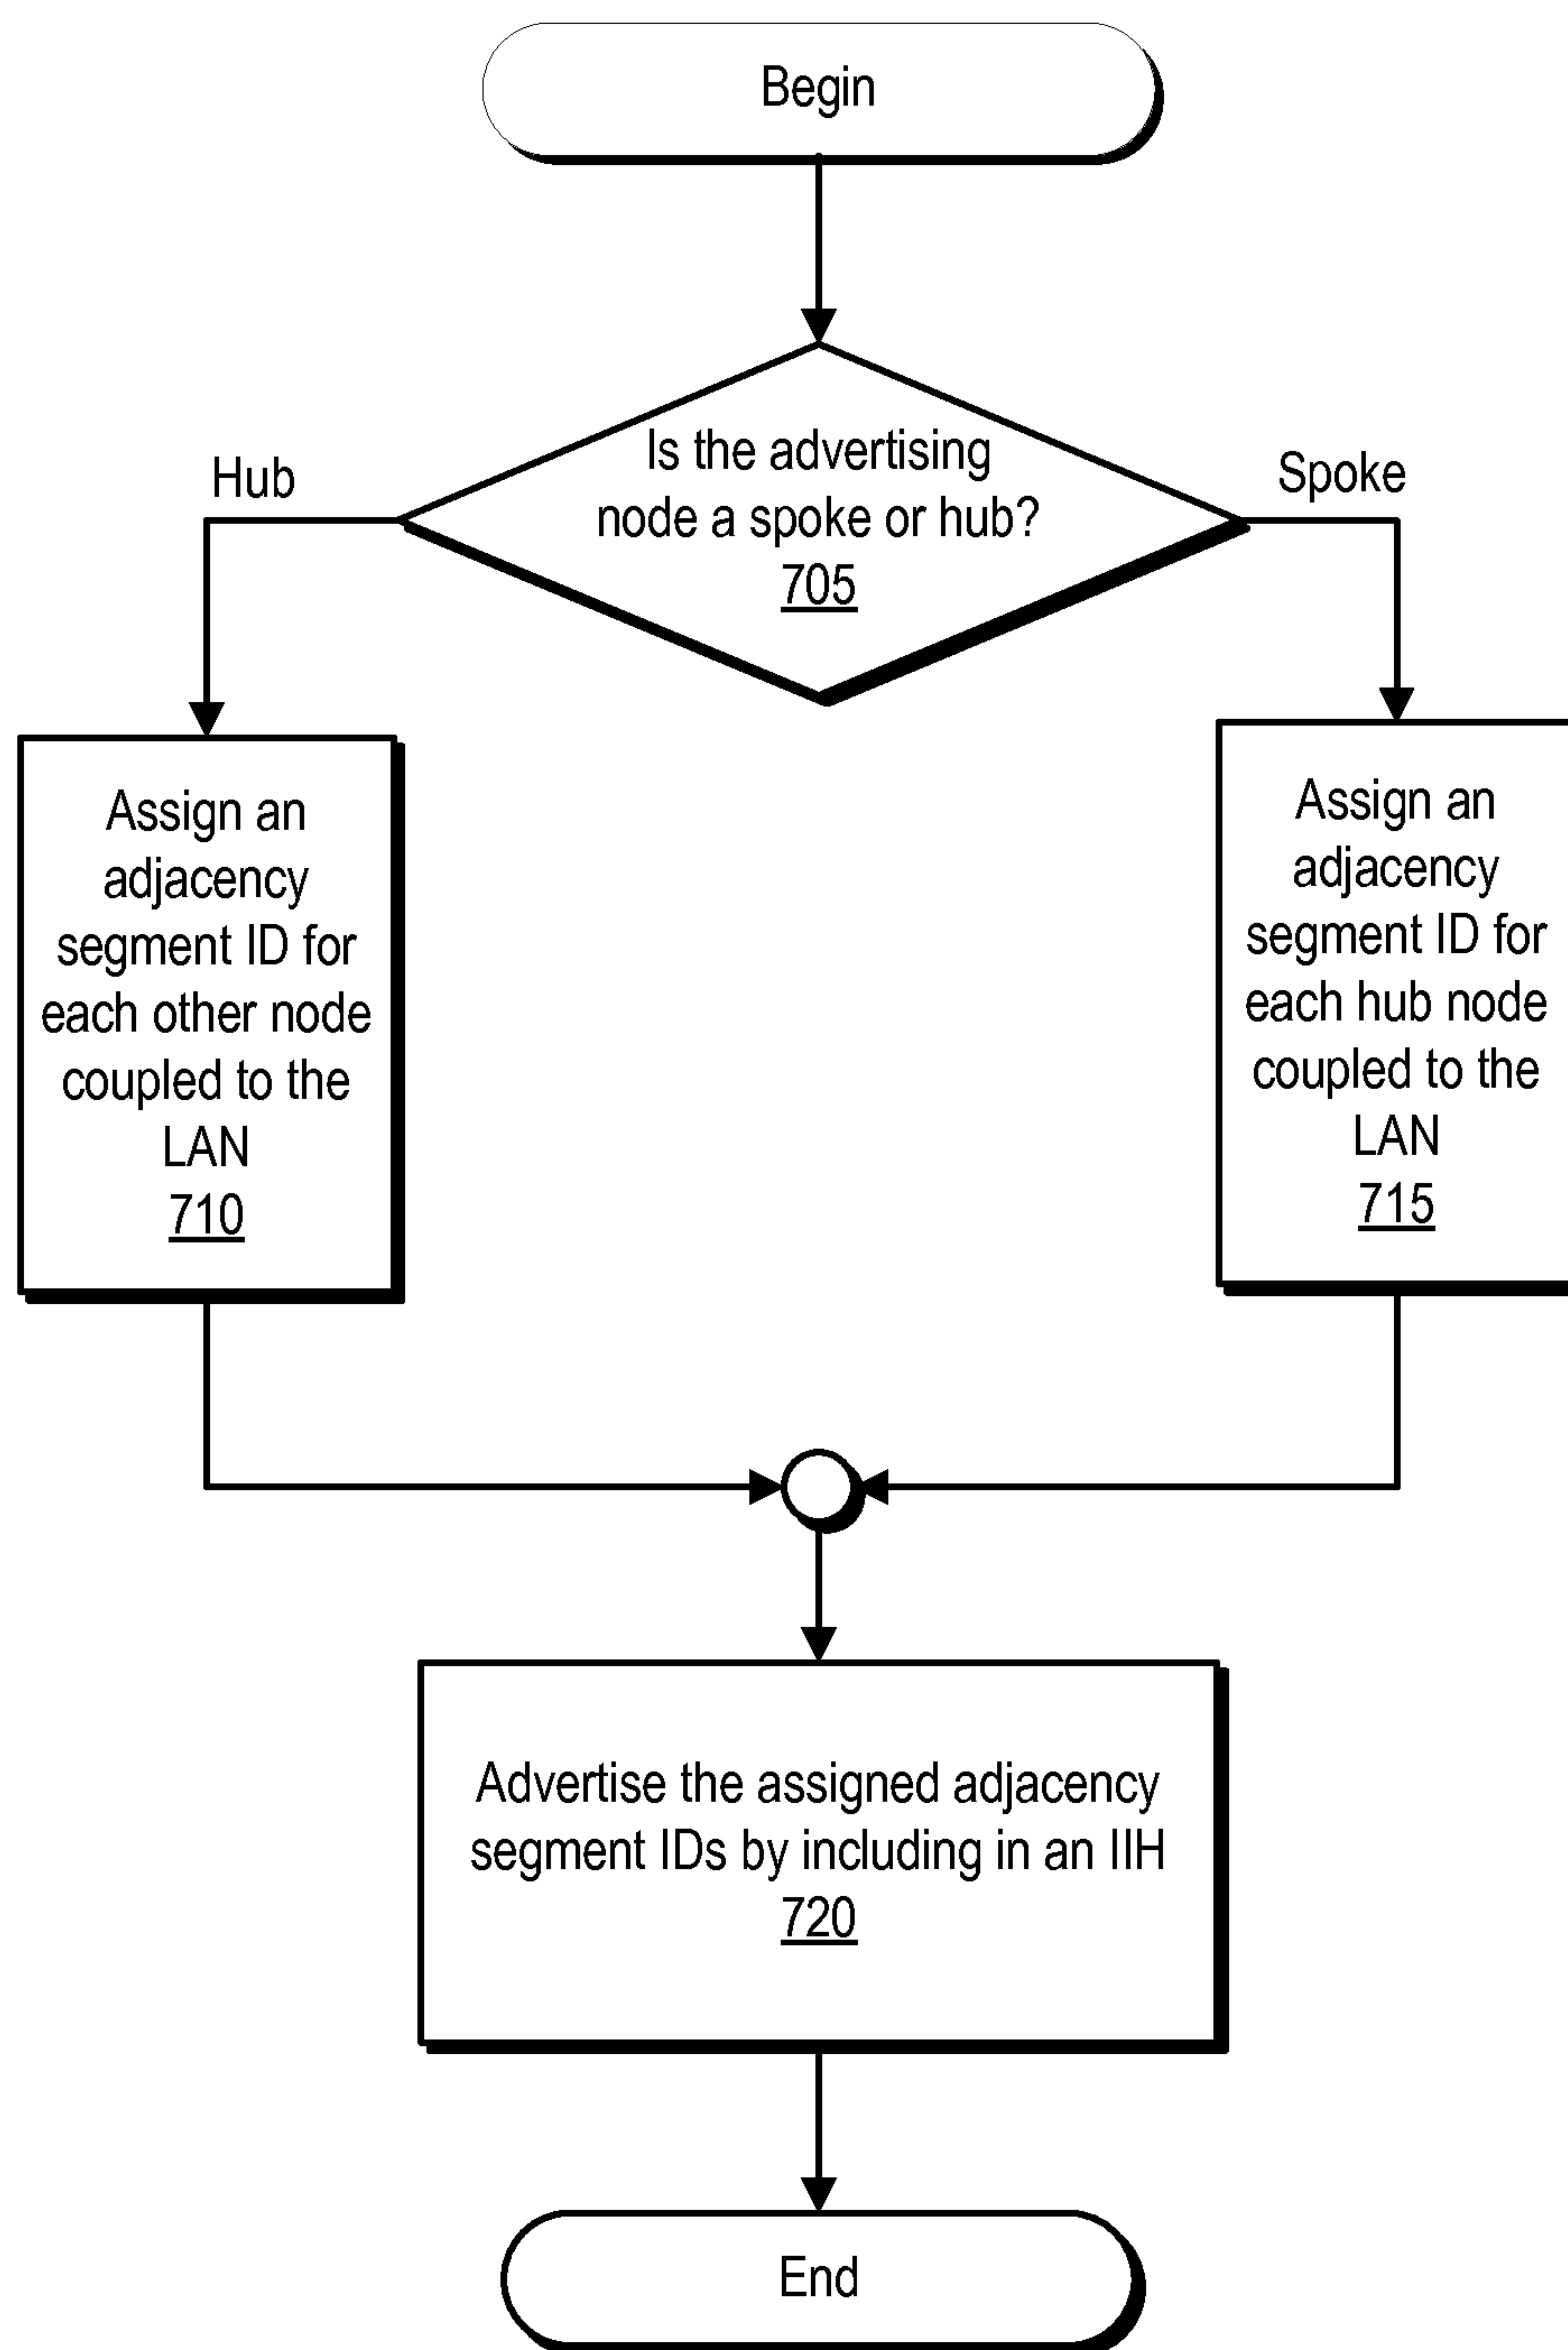 Begin
Is the advertising
node a spoke or hub?
705
Hub
Spoke
Assign an
adjacency
segment ID for
each other node
coupled to the
LAN
710
Assign an
adjacency
segment ID for
each hub node
coupled to the
LAN
715
Advertise the assigned adjacency
segment IDs by including in an IIH
720
End